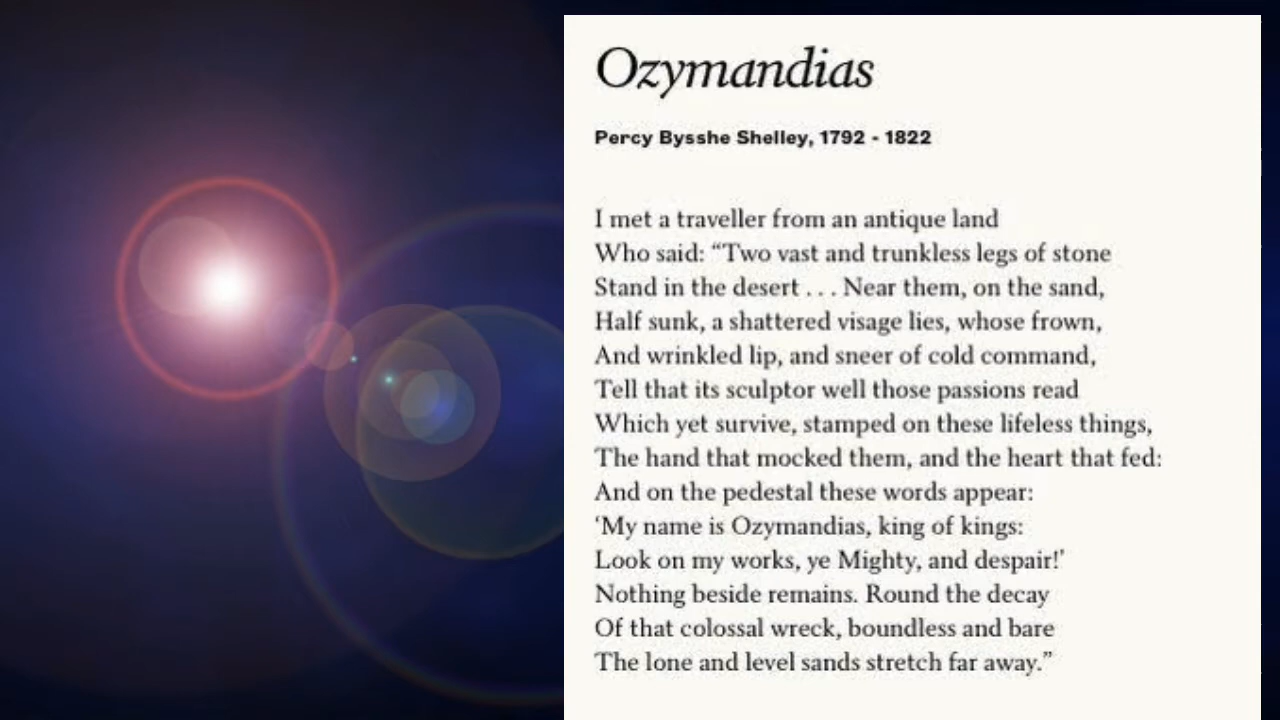 Ozymandias
Percy Bysshe Shelley, 1792 - 1822
I met a traveller from an antique land
Who said: “Two vast and trunkless legs of stone
Stand in the desert . . . Near them, on the sand,
Half sunk, a shattered visage lies, whose frown,
And wrinkled lip, and sneer of cold command,
Tell that its sculptor well those passions read
Which yet survive, stamped on these lifeless things,
The hand that mocked them, and the heart that fed:
And on the pedestal these words appear:
‘My name is Ozymandias, king of kings:
Look on my works, ye Mighty, and despair!’
Nothing beside remains. Round the decay
Of that colossal wreck, boundless and bare
The lone and level sands stretch far away.”